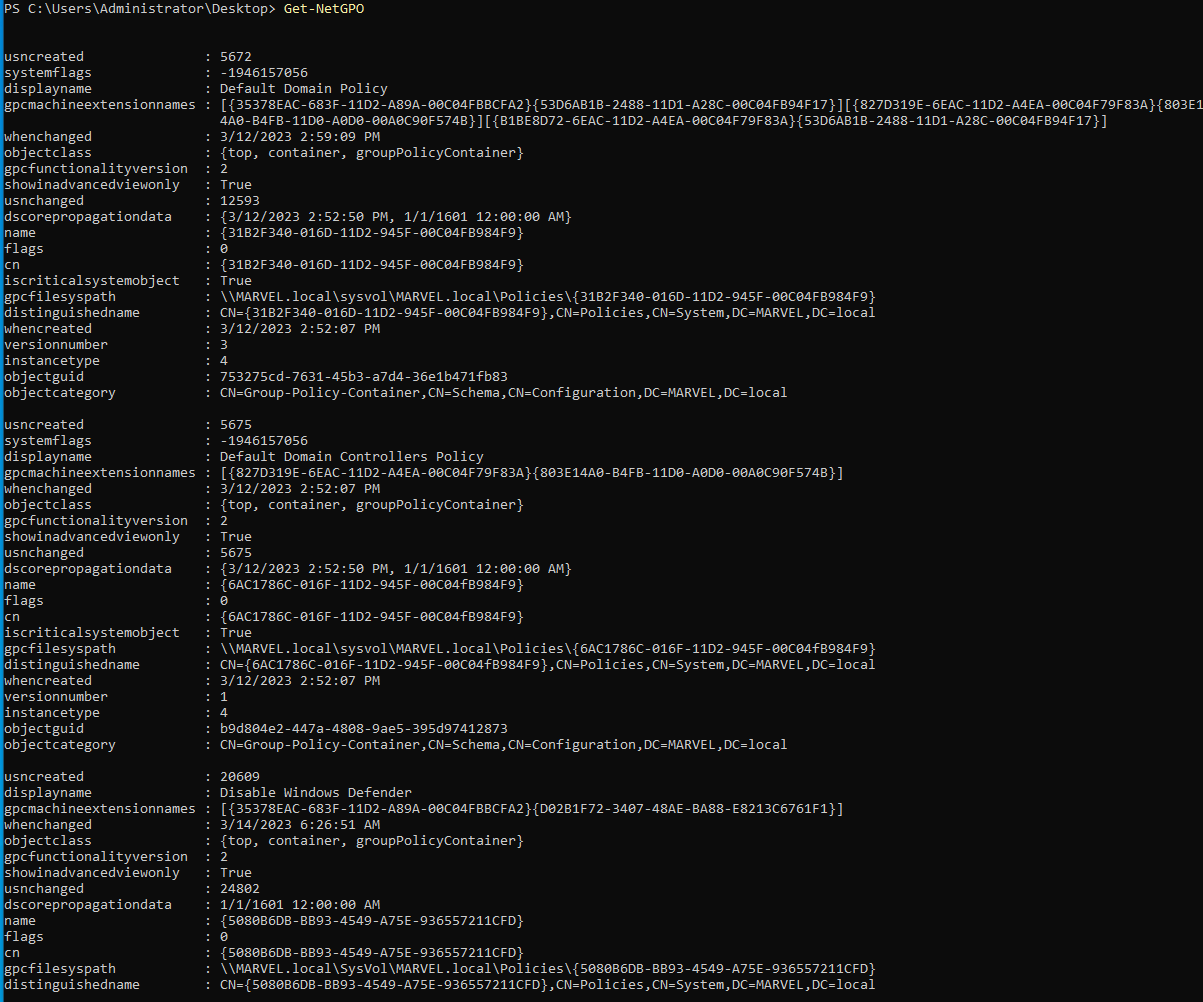 PS C:\Users\Administrator\Desktop> Get-NetGPO
usncreated : 5672
systemflags : -1946157056
displayname : Default Domain Policy
gpcmachineextensionnames : [{35378EAC-683F-11D2-A89A-00C04FBBCFA2}{53D6AB1B-2488-11D1-A28C-00C04FB94F17}][{827D319E-6EAC-11D2-A4EA-00C04F79F83A}{803E1
4A0-B4FB-11D0-A0D0-00A0C90F574B}][{B1BE8D72-6EAC-11D2-A4EA-00C04F79F83A}{53D6AB1B-2488-11D1-A28C-00C04FB94F17}]
whenchanged : 3/12/2023 2:59:09 PM
objectclass : {top, container, groupPolicyContainer}
gpcfunctionalityversion : 2
showinadvancedviewonly : True
usnchanged : 12593
dscorepropagationdata : {3/12/2023 2:52:50 PM, 1/1/1601 12:00:00 AM}
name : {31B2F340-016D-11D2-945F-00C04FB984F9}
flags : 0
cn : {31B2F340-016D-11D2-945F-00C04FB984F9}
iscriticalsystemobject : True
gpcfilesyspath : \\MARVEL.local\sysvol\MARVEL.local\Policies\{31B2F340-016D-11D2-945F-00C04FB984F9}
distinguishedname : CN={31B2F340-016D-11D2-945F-00C04FB984F9},CN=Policies,CN=System,DC=MARVEL,DC=local
whencreated : 3/12/2023 2:52:07 PM
versionnumber : 3
instancetype : 4
objectguid : 753275cd-7631-45b3-a7d4-36e1b471fb83
objectcategory : CN=Group-Policy-Container,CN=Schema,CN=Configuration,DC=MARVEL,DC=local
usncreated : 5675
systemflags : -1946157056
displayname : Default Domain Controllers Policy
gpcmachineextensionnames : [{827D319E-6EAC-11D2-A4EA-00C04F79F83A}{803E14A0-B4FB-11D0-A0D0-00A0C90F574B}]
whenchanged : 3/12/2023 2:52:07 PM
objectclass : {top, container, groupPolicyContainer}
gpcfunctionalityversion : 2
showinadvancedviewonly : True
usnchanged : 5675
dscorepropagationdata : {3/12/2023 2:52:50 PM, 1/1/1601 12:00:00 AM}
name : {6AC1786C-016F-11D2-945F-00C04fB984F9}
flags : 0
cn : {6AC1786C-016F-11D2-945F-00C04fB984F9}
iscriticalsystemobject : True
gpcfilesyspath : \\MARVEL.local\sysvol\MARVEL.local\Policies\{6AC1786C-016F-11D2-945F-00C04fB984F9}
distinguishedname : CN={6AC1786C-016F-11D2-945F-00C04fB984F9},CN=Policies,CN=System,DC=MARVEL,DC=local
whencreated : 3/12/2023 2:52:07 PM
versionnumber : 1
instancetype : 4
objectguid : b9d804e2-447a-4808-9ae5-395d97412873
objectcategory : CN=Group-Policy-Container,CN=Schema,CN=Configuration,DC=MARVEL,DC=local
usncreated : 20609
displayname : Disable Windows Defender
gpcmachineextensionnames : [{35378EAC-683F-11D2-A89A-00C04FBBCFA2}{D02B1F72-3407-48AE-BA88-E8213C6761F1}]
whenchanged : 3/14/2023 6:26:51 AM
objectclass : {top, container, groupPolicyContainer}
gpcfunctionalityversion : 2
showinadvancedviewonly : True
usnchanged : 24802
dscorepropagationdata : 1/1/1601 12:00:00 AM
name : {5080B6DB-BB93-4549-A75E-936557211CFD}
flags : 0
cn : {5080B6DB-BB93-4549-A75E-936557211CFD}
gpcfilesyspath : \\MARVEL.local\SysVol\MARVEL.local\Policies\{5080B6DB-BB93-4549-A75E-936557211CFD}
distinguishedname : CN={5080B6DB-BB93-4549-A75E-936557211CFD},CN=Policies,CN=System,DC=MARVEL,DC=local